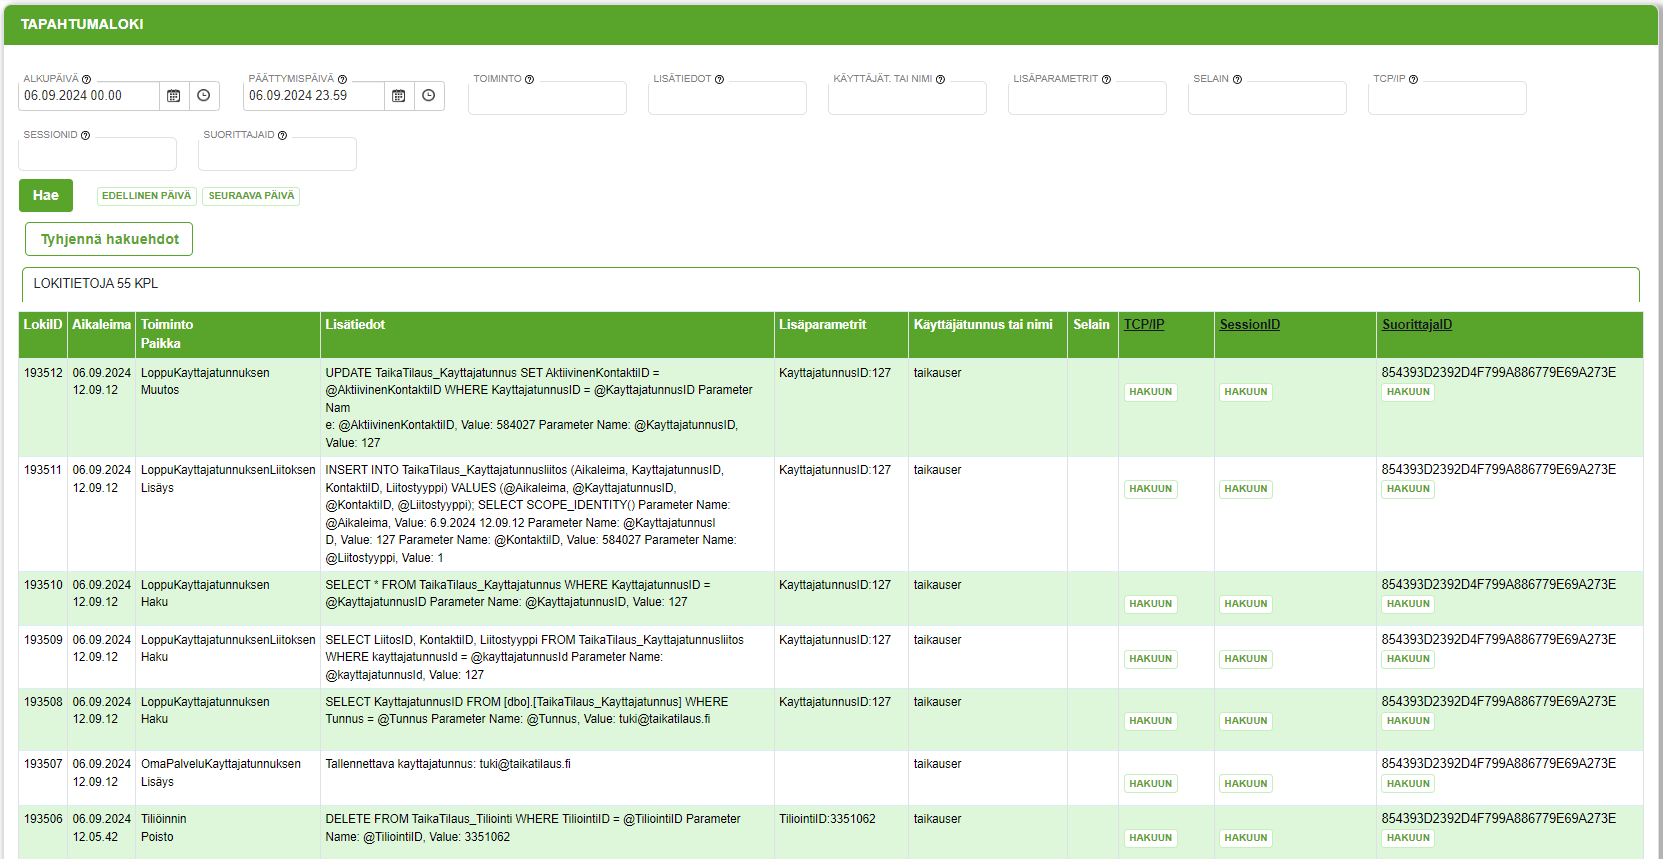 TAPAHTUMALOKI
ALKUPÄIVÄ
PÄÄTTYMISPÄIVÄ
TOIMINTO
LISÄTIEDOT
KÄYTTÄJÄT. TAI NIMI
LISÄPARAMETRIT
SELAIN
TCP/IP
06.09.2024 00.00
06.09.2024 23.59
SESSIONID
SUORITTAJAID
Hae
EDELLINEN PÄIVÄ
SEURAAVA PÄIVÄ
Tyhjennä hakuehdot
LOKITIETOJA 55 KPL
LokiID Aikaleima Toiminto Lisätiedot Lisäparametrit Käyttäjätunnus tai nimi Selain TCP/IP SessionID SuorittajaID
Paikka
193512 06.09.2024 LoppuKayttajatunnuksen UPDATE TaikaTilaus_Kayttajatunnus SET AktiivinenKontaktiID = KayttajatunnusID:127 taikauser 854393D2392D4F799A886779E69A273E
12.09.12 Muutos @AktiivinenKontaktiID WHERE KayttajatunnusID = @KayttajatunnusID Parameter HAKUUN HAKUUN HAKUUN
Nam
e: @AktiivinenKontaktiID, Value: 584027 Parameter Name: @KayttajatunnusID,
Value: 127
193511 06.09.2024 LoppuKayttajatunnuksenLiitoksen INSERT INTO TaikaTilaus_Kayttajatunnusliitos (Aikaleima, KayttajatunnusID, KayttajatunnusID:127 taikauser 854393D2392D4F799A886779E69A273E
12.09.12 Lisäys KontaktiID, Liitostyyppi) VALUES (@Aikaleima, @KayttajatunnusID, HAKUUN HAKUUN HAKUUN
@KontaktiID, @Liitostyyppi); SELECT SCOPE_IDENTITY() Parameter Name:
@Aikaleima, Value: 6.9.2024 12.09.12 Parameter Name: @KayttajatunnusI
D, Value: 127 Parameter Name: @KontaktiID, Value: 584027 Parameter Name:
@Liitostyyppi, Value: 1
193510 06.09.2024 LoppuKayttajatunnuksen SELECT * FROM TaikaTilaus_Kayttajatunnus WHERE KayttajatunnusID = KayttajatunnusID:127 taikauser 854393D2392D4F799A886779E69A273E
12.09.12 Haku @KayttajatunnusID Parameter Name: @KayttajatunnusID, Value: 127 HAKUUN HAKUUN HAKUUN
193509 06.09.2024 LoppuKayttajatunnuksenLiitoksen SELECT LiitosID, KontaktiID, Liitostyyppi FROM TaikaTilaus_Kayttajatunnusliitos KayttajatunnusID:127 taikauser 854393D2392D4F799A886779E69A273E
12.09.12 Haku WHERE kayttajatunnusId = @kayttajatunnusId Parameter Name: HAKUUN HAKUUN HAKUUN
@kayttajatunnusId, Value: 127
193508 06.09.2024 LoppuKayttajatunnuksen SELECT KayttajatunnusID FROM [dbo].[TaikaTilaus_Kayttajatunnus] WHERE KayttajatunnusID:127 taikauser 854393D2392D4F799A886779E69A273E
12.09.12 Haku Tunnus = @Tunnus Parameter Name: @Tunnus, Value: tuki@taikatilaus.fi HAKUUN HAKUUN HAKUUN
193507 06.09.2024 OmaPalveluKayttajatunnuksen Tallennettava kayttajatunnus: tuki@taikatilaus.fi taikauser 854393D2392D4F799A886779E69A273E
12.09.12 Lisäys HAKUUN HAKUUN HAKUUN
193506 06.09.2024 Tiliöinnin DELETE FROM TaikaTilaus_Tiliointi WHERE TiliointiID = @TiliointiID Parameter TiliointiID:3351062 taikauser 854393D2392D4F799A886779E69A273E
12.05.42 Poisto Name: @TiliointiID, Value: 3351062 HAKUUN HAKUUN HAKUUN